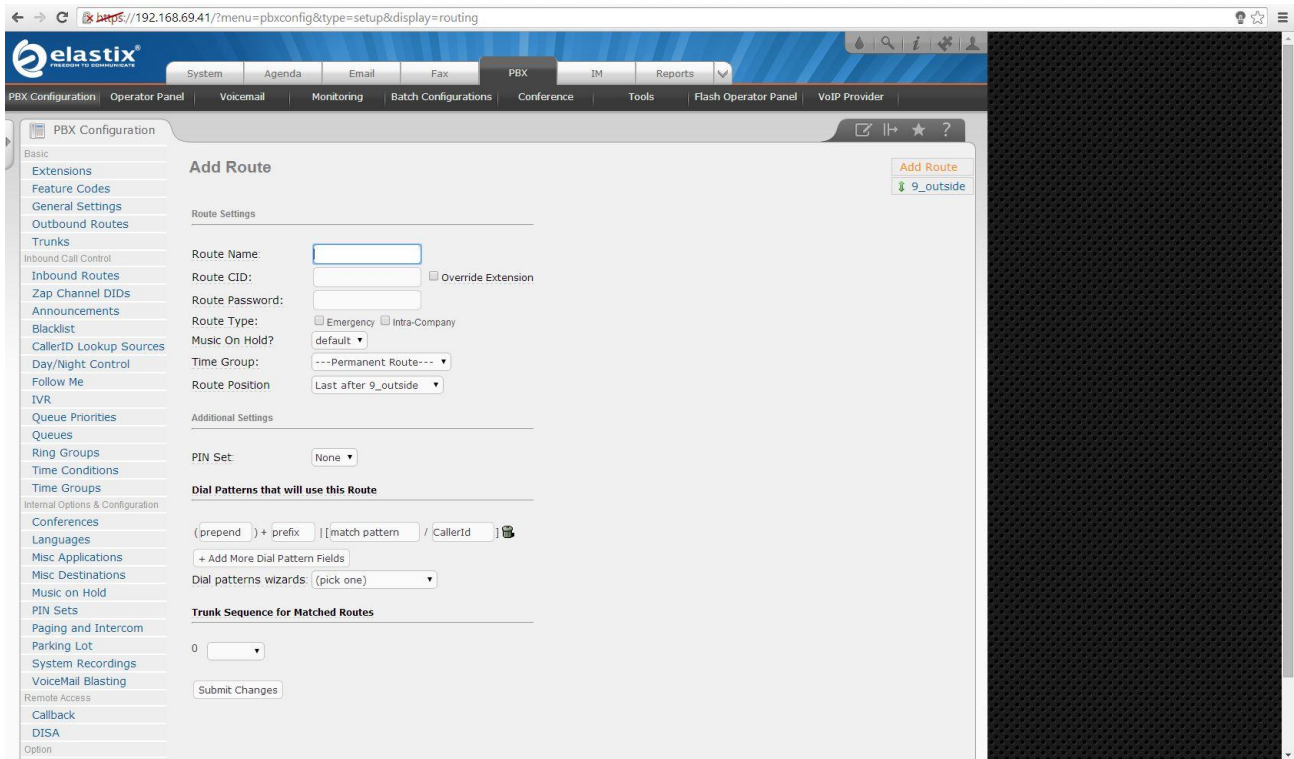 https://192.168.69.41/?menu=pbxconfig&type=setup&display=routing
elastix®
FREEDOM TO COMMUNICATE
System Agenda Email Fax PBX IM Reports
PBX Configuration Operator Panel Voicemail Monitoring Batch Configurations Conference Tools Flash Operator Panel VoIP Provider
PBX Configuration
Basic
Extensions
Feature Codes
General Settings
Outbound Routes
Trunks
Inbound Call Control
Inbound Routes
Zap Channel DIDs
Announcements
Blacklist
CallerID Lookup Sources
Day/Night Control
Follow Me
IVR
Queue Priorities
Queues
Ring Groups
Time Conditions
Time Groups
Internal Options & Configuration
Conferences
Languages
Misc Applications
Misc Destinations
Music on Hold
PIN Sets
Paging and Intercom
Parking Lot
System Recordings
VoiceMail Blasting
Remote Access
Callback
DISA
Option
Add Route
Route Settings
Route Name:
Route CID: Override Extension
Route Password:
Route Type: Emergency Intra-Company
Music On Hold? default
Time Group: ---Permanent Route---
Route Position Last after 9_outside
Additional Settings
PIN Set: None
Dial Patterns that will use this Route
(prepend) + prefix | [match pattern / CallerId ]
+ Add More Dial Pattern Fields
Dial patterns wizards: (pick one)
Trunk Sequence for Matched Routes
0
Submit Changes
Add Route
9_outside